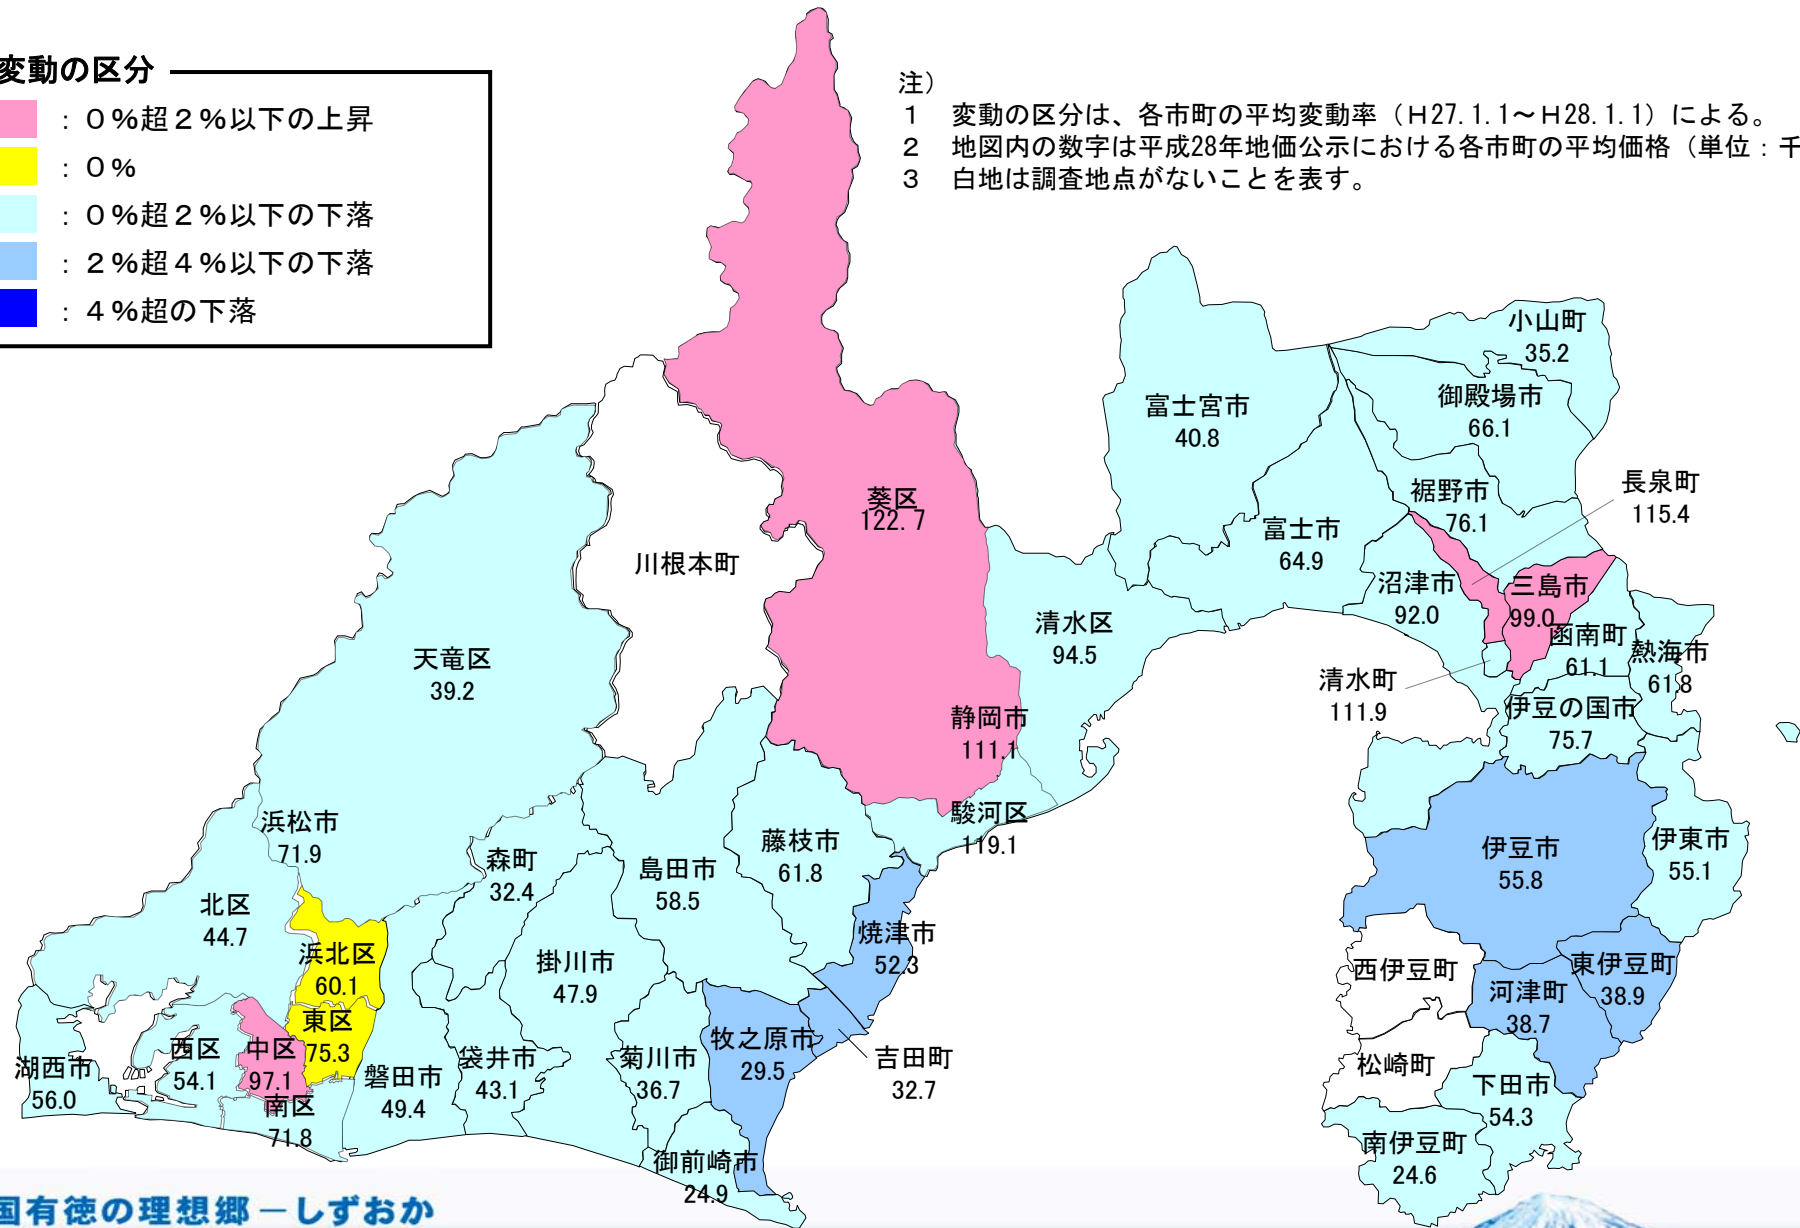 変動の区分
：０％超２％以下の上昇
：０％
：０％超２％以下の下落
：２％超４％以下の下落
：４％超の下落
注）
１　変動の区分は、各市町の平均変動率（Ｈ27.1.1～Ｈ28.1.1）による。
２　地図内の数字は平成28年地価公示における各市町の平均価格（単位：千
３　白地は調査地点がないことを表す。
小山町
35.2
御殿場市
66.1
富士宮市
40.8
裾野市
76.1
長泉町
115.4
葵区
122.7
富士市
64.9
川根本町
沼津市
92.0
三島市
99.0
清水区
94.5
函南町
61.1
熱海市
61.8
天竜区
39.2
清水町
111.9
伊豆の国市
75.7
静岡市
111.1
駿河区
119.1
浜松市
71.9
森町
32.4
島田市
58.5
藤枝市
61.8
伊豆市
55.8
伊東市
55.1
北区
44.7
浜北区
60.1
掛川市
47.9
焼津市
52.3
西伊豆町
河津町
38.7
東伊豆町
38.9
東区
75.3
湖西市
56.0
西区
54.1
中区
97.1
南区
71.8
磐田市
49.4
袋井市
43.1
菊川市
36.7
牧之原市
29.5
吉田町
32.7
松崎町
下田市
54.3
御前崎市
24.9
南伊豆町
24.6
国有徳の理想郷－しずおか